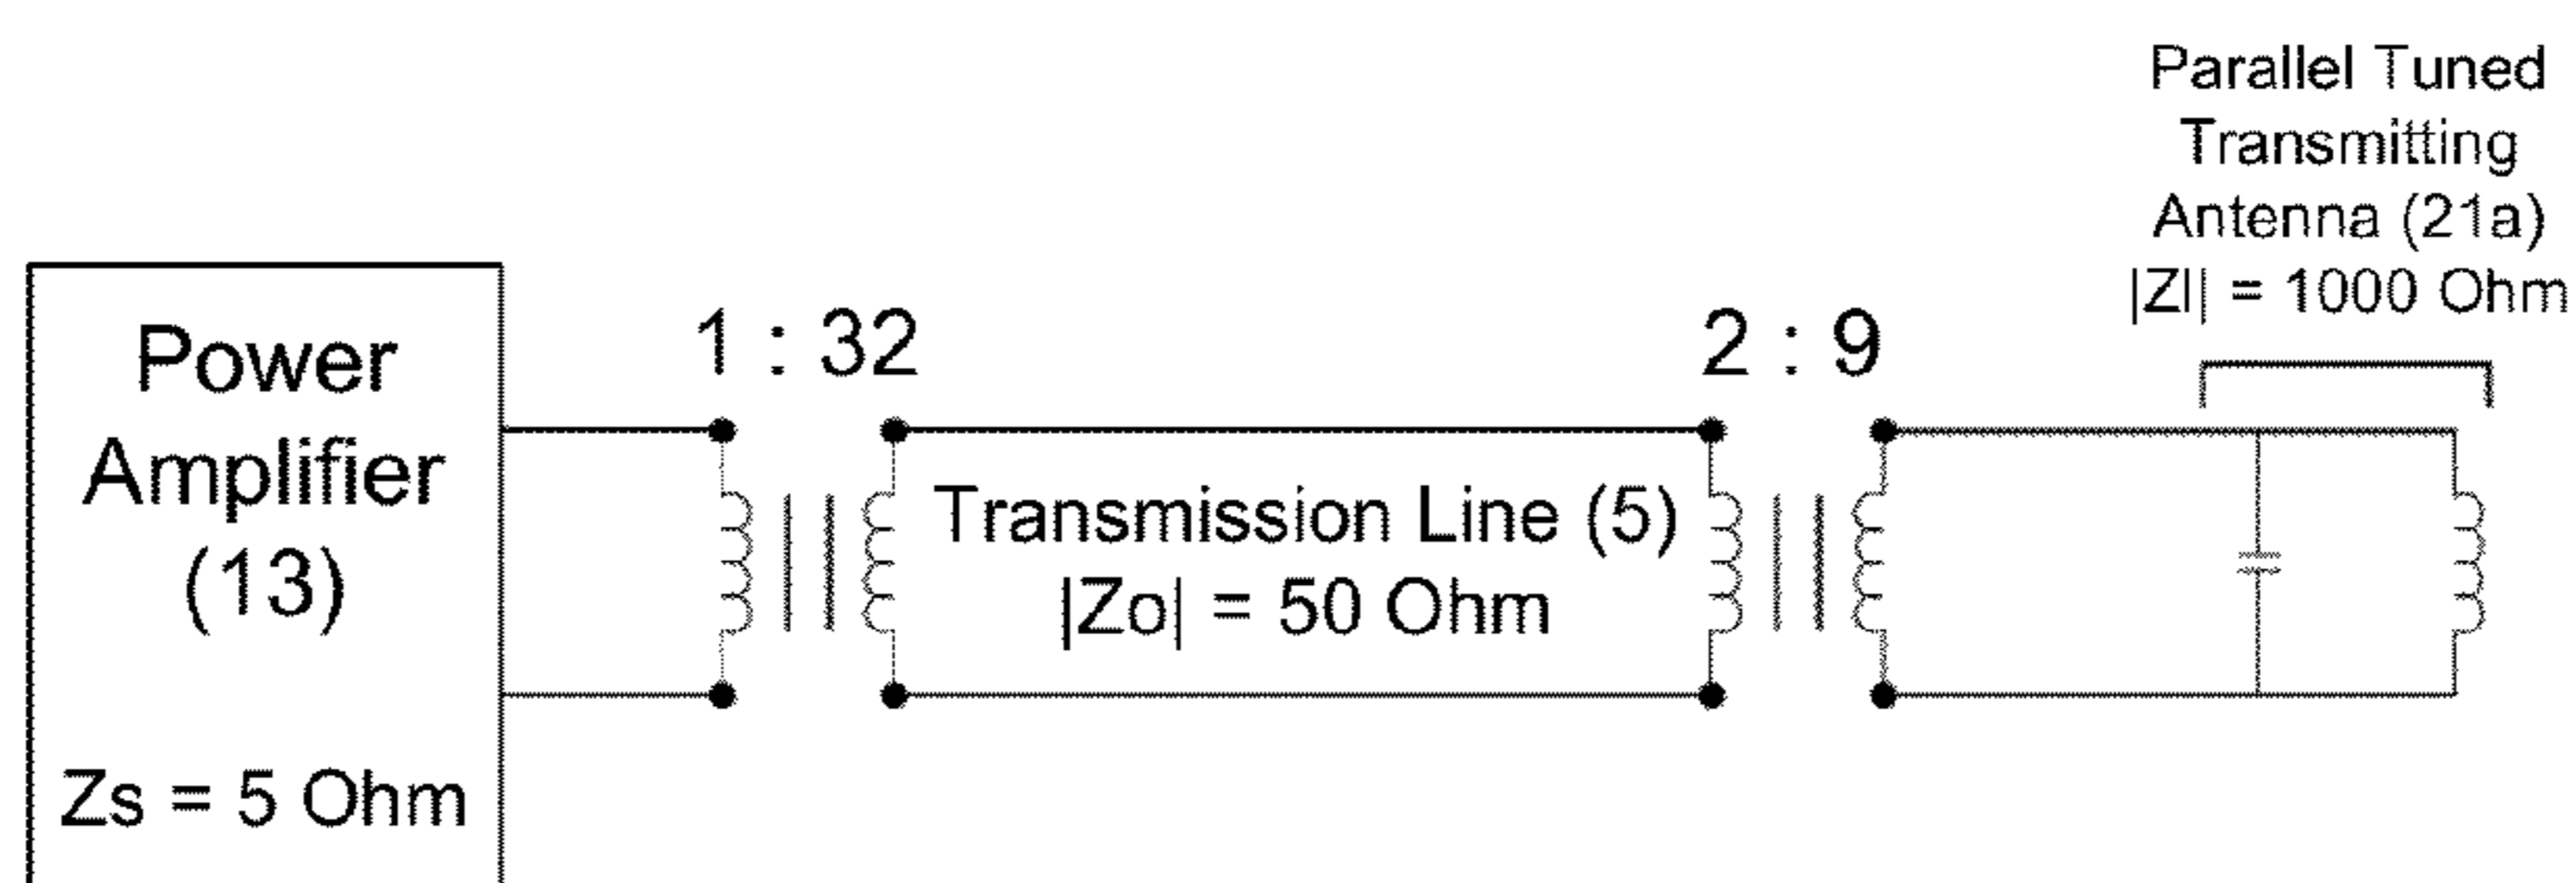 Parallel Tuned
Transmitting
Antenna (21a)
|Zl| = 1000 Ohm
1 : 32
2 : 9
Power
Amplifier
(13)
Zs = 5 Ohm
Transmission Line (5)
|Zo| = 50 Ohm